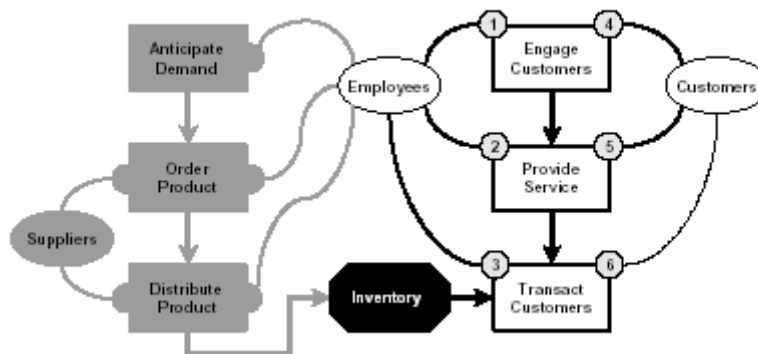 Anticipate
Demand
1
4
Engage
Customers
Employees
Customers
Order
Product
2
5
Provide
Service
Suppliers
Distribute
Product
Inventory
3
6
Transact
Customers